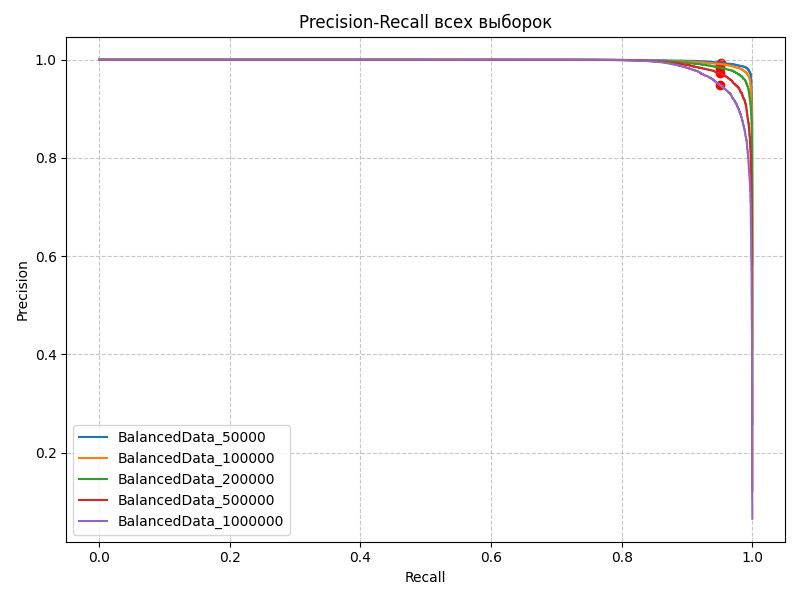 Precision-Recall всех выборок
1.0
0.8
0.6
0.4
0.2
Precision
BalancedData_50000
BalancedData_100000
BalancedData_200000
BalancedData_500000
BalancedData_1000000
0.0 0.2 0.4 0.6 0.8 1.0
Recall